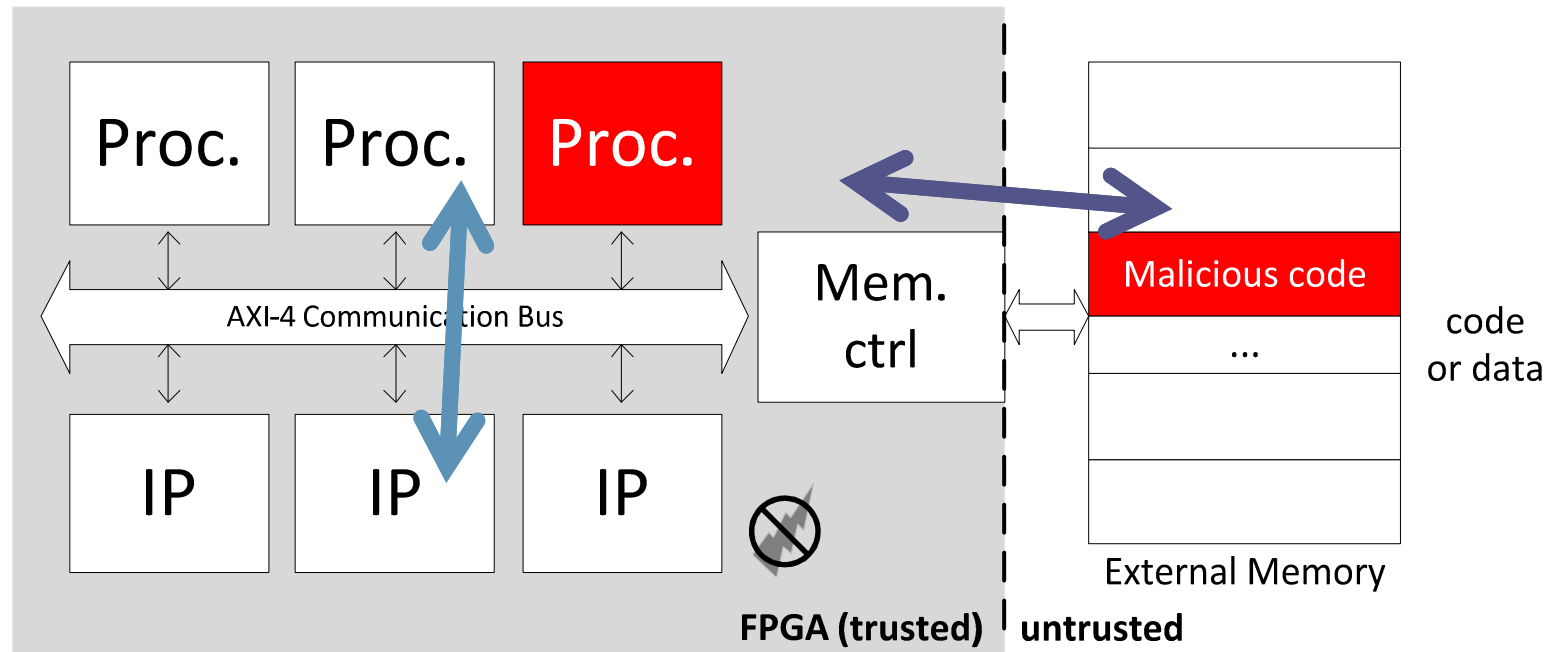 Proc.
Proc.
Proc.
Mem.
ctrl
AXI-4 Communication Bus
Malicious code
...
code
or data
IP
IP
IP
External Memory
FPGA (trusted)
untrusted